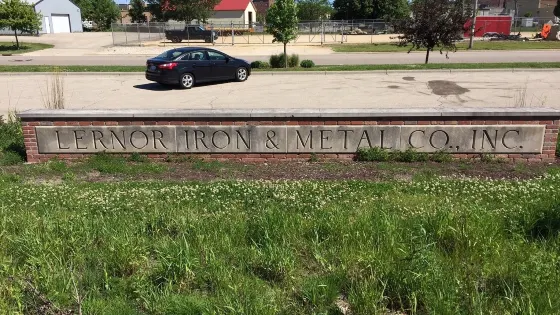 LERNOR IRON & METAL CO., INC.